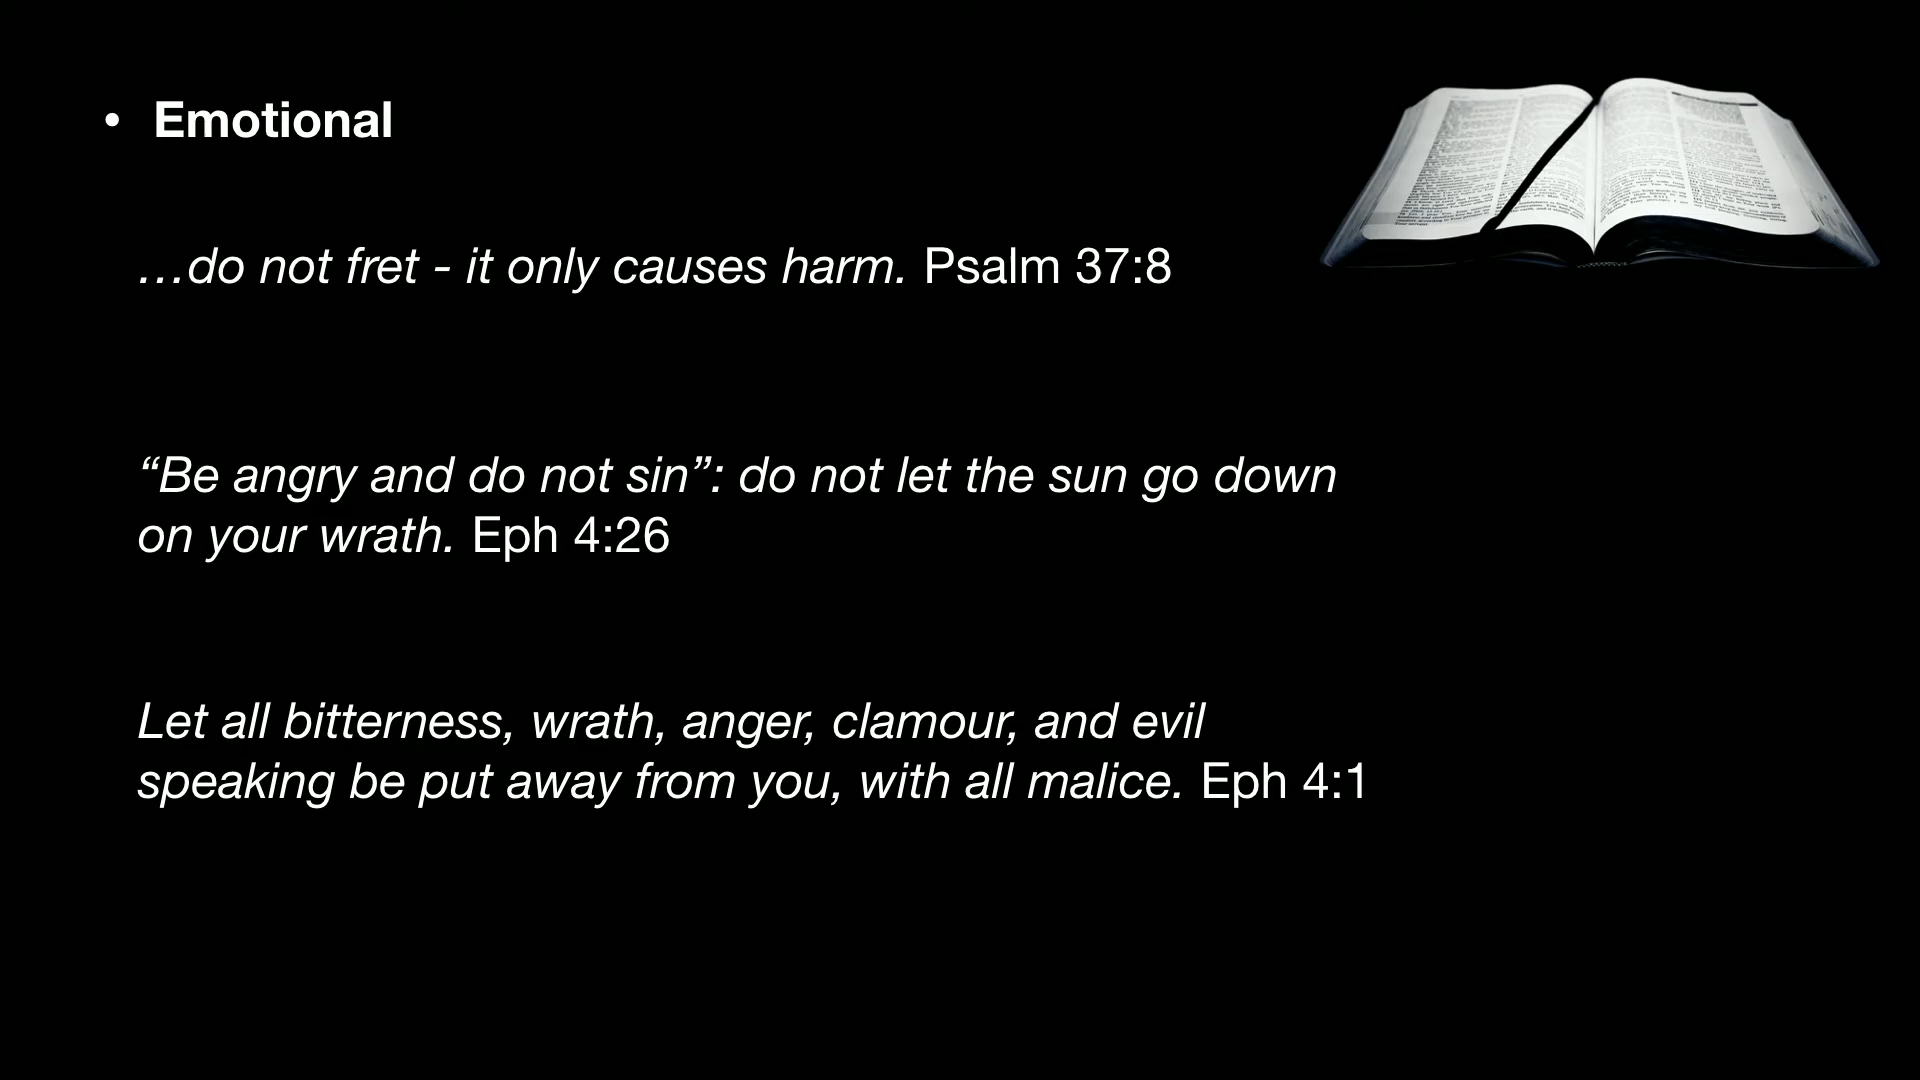 • Emotional
…do not fret - it only causes harm. Psalm 37:8
“Be angry and do not sin”: do not let the sun go down
on your wrath. Eph 4:26
Let all bitterness, wrath, anger, clamour, and evil
speaking be put away from you, with all malice. Eph 4:1